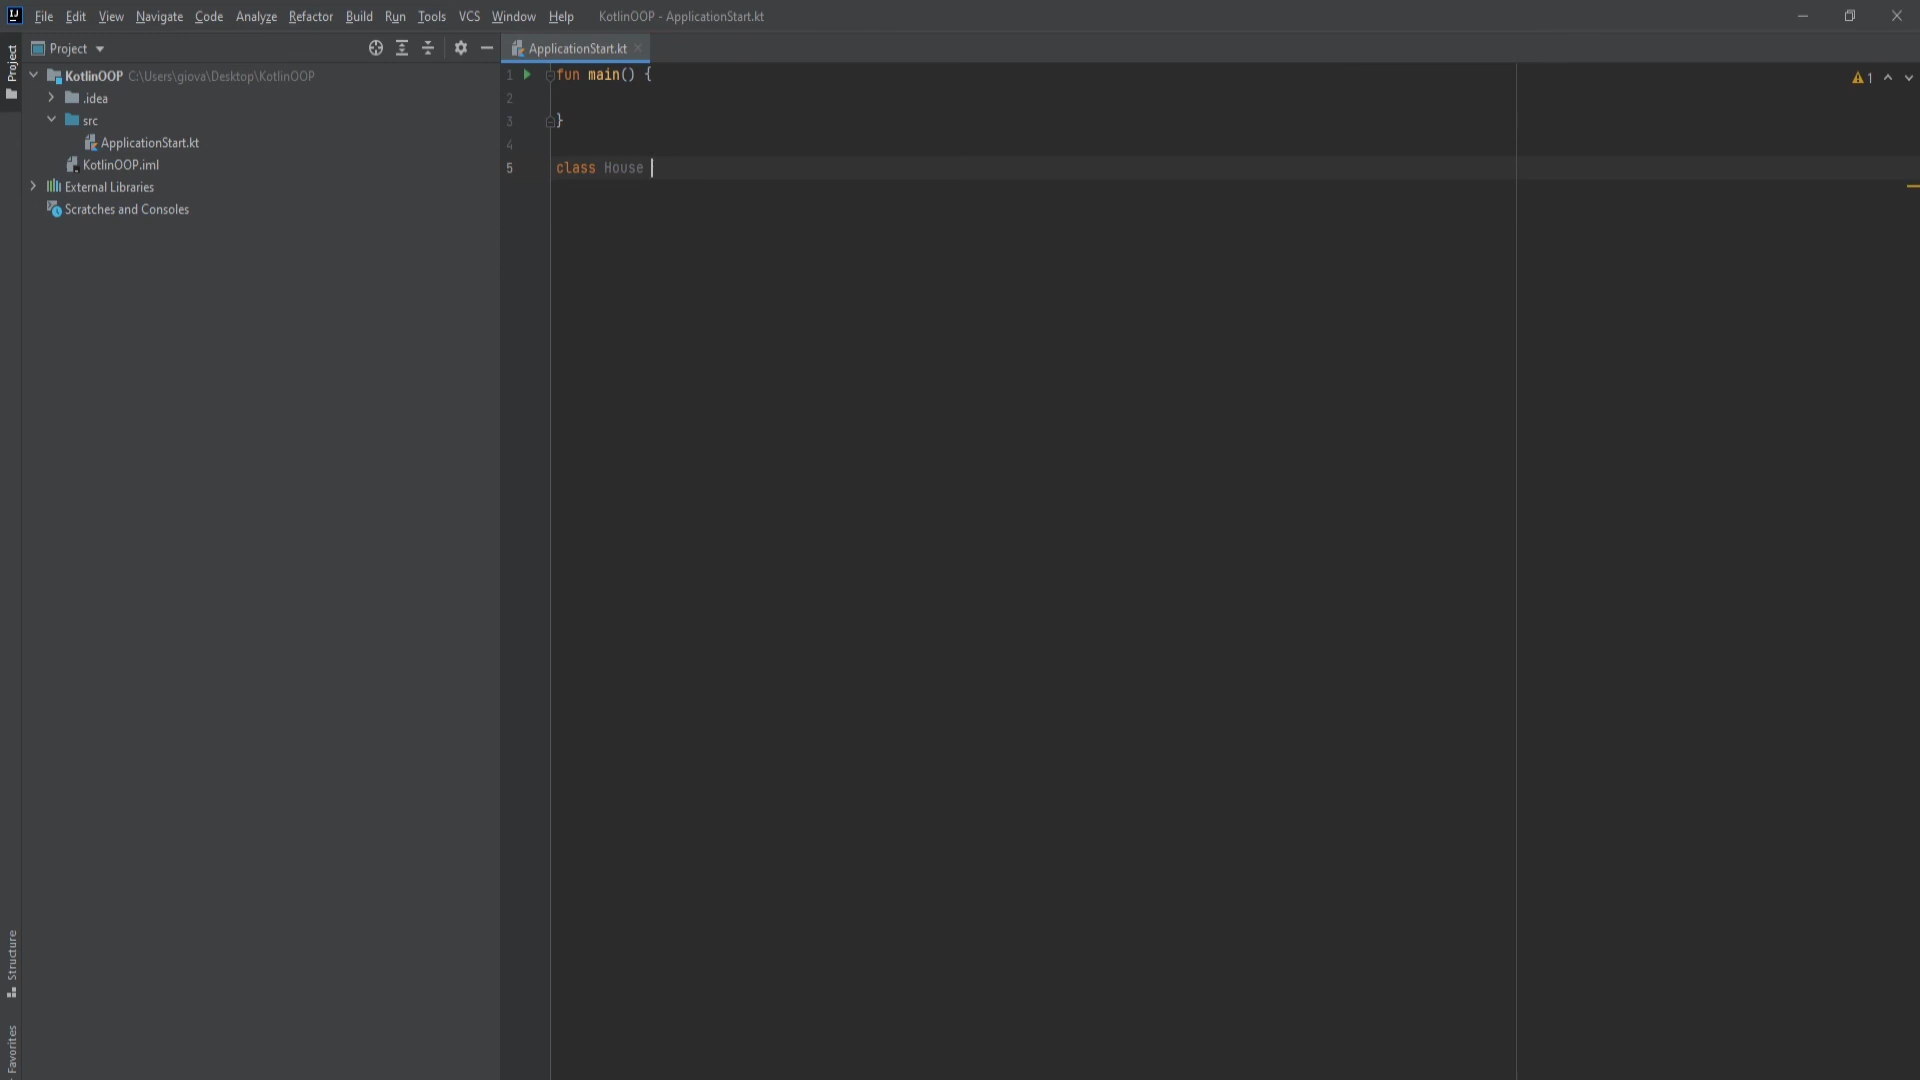 IJ File Edit View Navigate Code Analyze Refactor Build Run Tools VCS Window Help KotlinOOP - ApplicationStart.kt
Project
Project
ApplicationStart.kt
KotlinOOP C:\Users\giova\Desktop\KotlinOOP
.idea
src
ApplicationStart.kt
KotlinOOP.iml
External Libraries
Scratches and Consoles
1 fun main() {
2
3 }
4
5 class House
1
Structure
Favorites